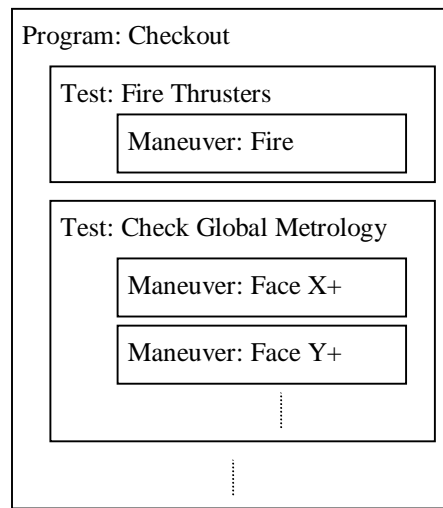 Program: Checkout
Test: Fire Thrusters
Maneuver: Fire
Test: Check Global Metrology
Maneuver: Face X+
Maneuver: Face Y+